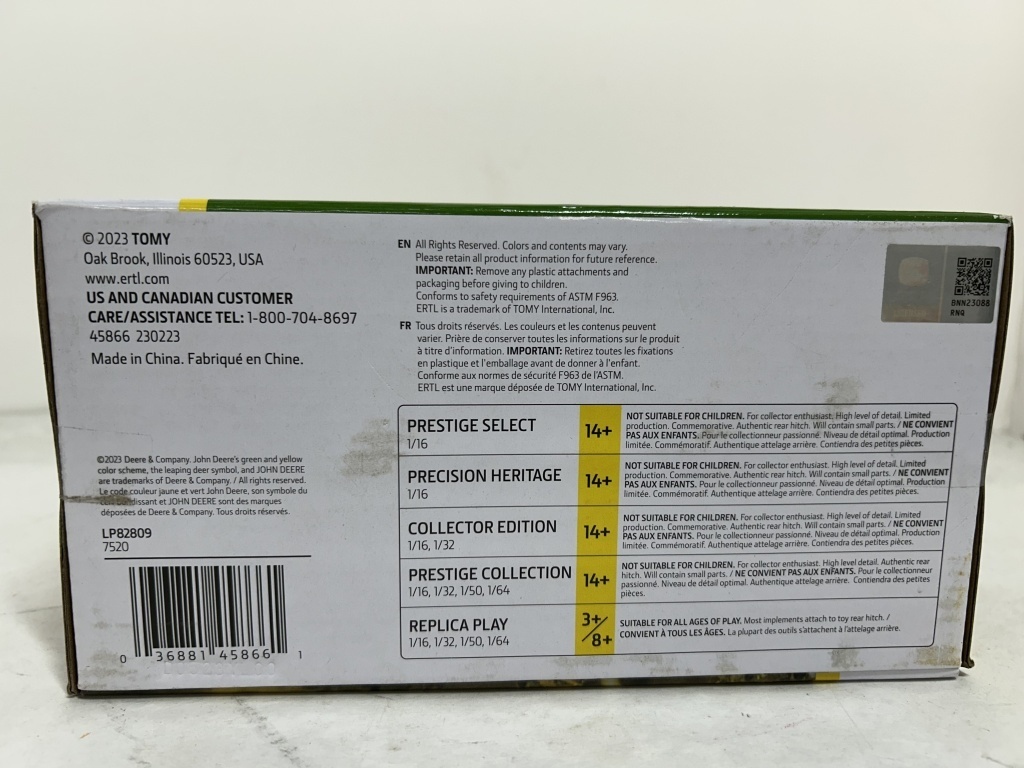 © 2023 TOMY
Oak Brook, Illinois 60523, USA
www.ertl.com
US AND CANADIAN CUSTOMER
CARE/ASSISTANCE TEL: 1-800-704-8697
45866 230223
Made in China. Fabriqué en Chine.
EN All Rights Reserved. Colors and contents may vary.
Please retain all product information for future reference.
IMPORTANT: Remove any plastic attachments and
packaging before giving to children.
Conforms to safety requirements of ASTM F963.
ERTL is a trademark of TOMY International, Inc.
FR Tous droits réservés. Les couleurs et les contenus peuvent
varier. Prière de conserver toutes les informations sur le produit
à titre d'information. IMPORTANT: Retirez toutes les fixations
en plastique et l'emballage avant de donner à l'enfant.
Conforme aux normes de sécurité F963 de l'ASTM.
ERTL est une marque déposée de TOMY International, Inc.
BNN23088
RNQ
©2023 Deere & Company. John Deere's green and yellow
color scheme, the leaping deer symbol, and JOHN DEERE
are trademarks of Deere & Company. / All rights reserved.
Le code couleur jaune et vert John Deere, son symbole du
cerf bondissant et JOHN DEERE sont des marques
déposées de Deere & Company. Tous droits réservés.
LP82809
7520
0 36881 45866 1
PRESTIGE SELECT
1/16
14+
NOT SUITABLE FOR CHILDREN. For collector enthusiast. High level of detail. Limited
production. Commemorative. Authentic rear hitch. Will contain small parts. / NE CONVIENT
PAS AUX ENFANTS. Pour le collectionneur passionné. Niveau de détail optimal. Production
limitée. Commémoratif. Authentique attelage arrière. Contiendra des petites pièces.
PRECISION HERITAGE
1/16
14+
NOT SUITABLE FOR CHILDREN. For collector enthusiast. High level of detail. Limited
production. Commemorative. Authentic rear hitch. Will contain small parts. / NE CONVIENT
PAS AUX ENFANTS. Pour le collectionneur passionné. Niveau de détail optimal. Production
limitée. Commémoratif. Authentique attelage arrière. Contiendra des petites pièces.
COLLECTOR EDITION
1/16, 1/32
14+
NOT SUITABLE FOR CHILDREN. For collector enthusiast. High level of detail. Limited
production. Commemorative. Authentic rear hitch. Will contain small parts. / NE CONVIENT
PAS AUX ENFANTS. Pour le collectionneur passionné. Niveau de détail optimal. Production
limitée. Commémoratif. Authentique attelage arrière. Contiendra des petites pièces.
PRESTIGE COLLECTION
1/16, 1/32, 1/50, 1/64
14+
NOT SUITABLE FOR CHILDREN. For collector enthusiast. High level detail. Authentic rear
hitch. Will contain small parts. / NE CONVIENT PAS AUX ENFANTS. Pour le collectionneur
passionné. Niveau de détail optimal. Authentique attelage arrière. Contiendra des petites
pièces.
REPLICA PLAY
1/16, 1/32, 1/50, 1/64
3+/8+
SUITABLE FOR ALL AGES OF PLAY. Most implements attach to toy rear hitch. /
CONVIENT À TOUS LES ÂGES. La plupart des outils s'attachent à l'attelage arrière.